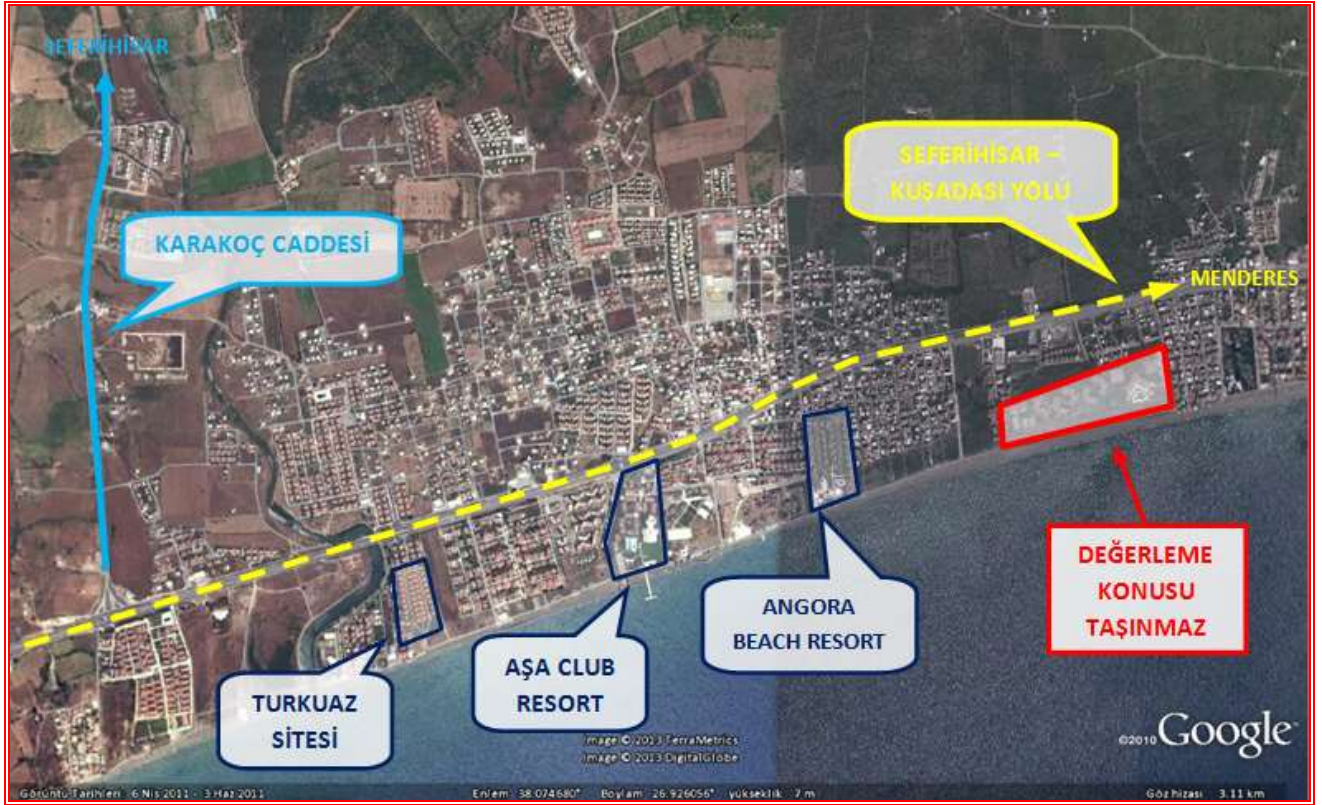 SEFERİHİSAR
KARAKOÇ CADDESİ
SEFERİHİSAR –
KUŞADASI YOLU
MENDERES
DEĞERLEME
KONUSU
TAŞINMAZ
ANGORA
BEACH RESORT
AŞA CLUB
RESORT
TURKUAZ
SİTESİ
Image © 2013 TerraMetrics
Image © 2013 DigitalGlobe
©2010 Google
Görüntü Tarihleri: 6 Nis 2011 - 3 Haz 2011
Enlem 38.074680° Boylam 26.926056° yükseklik 7 m
Göz hizası 3.11 km